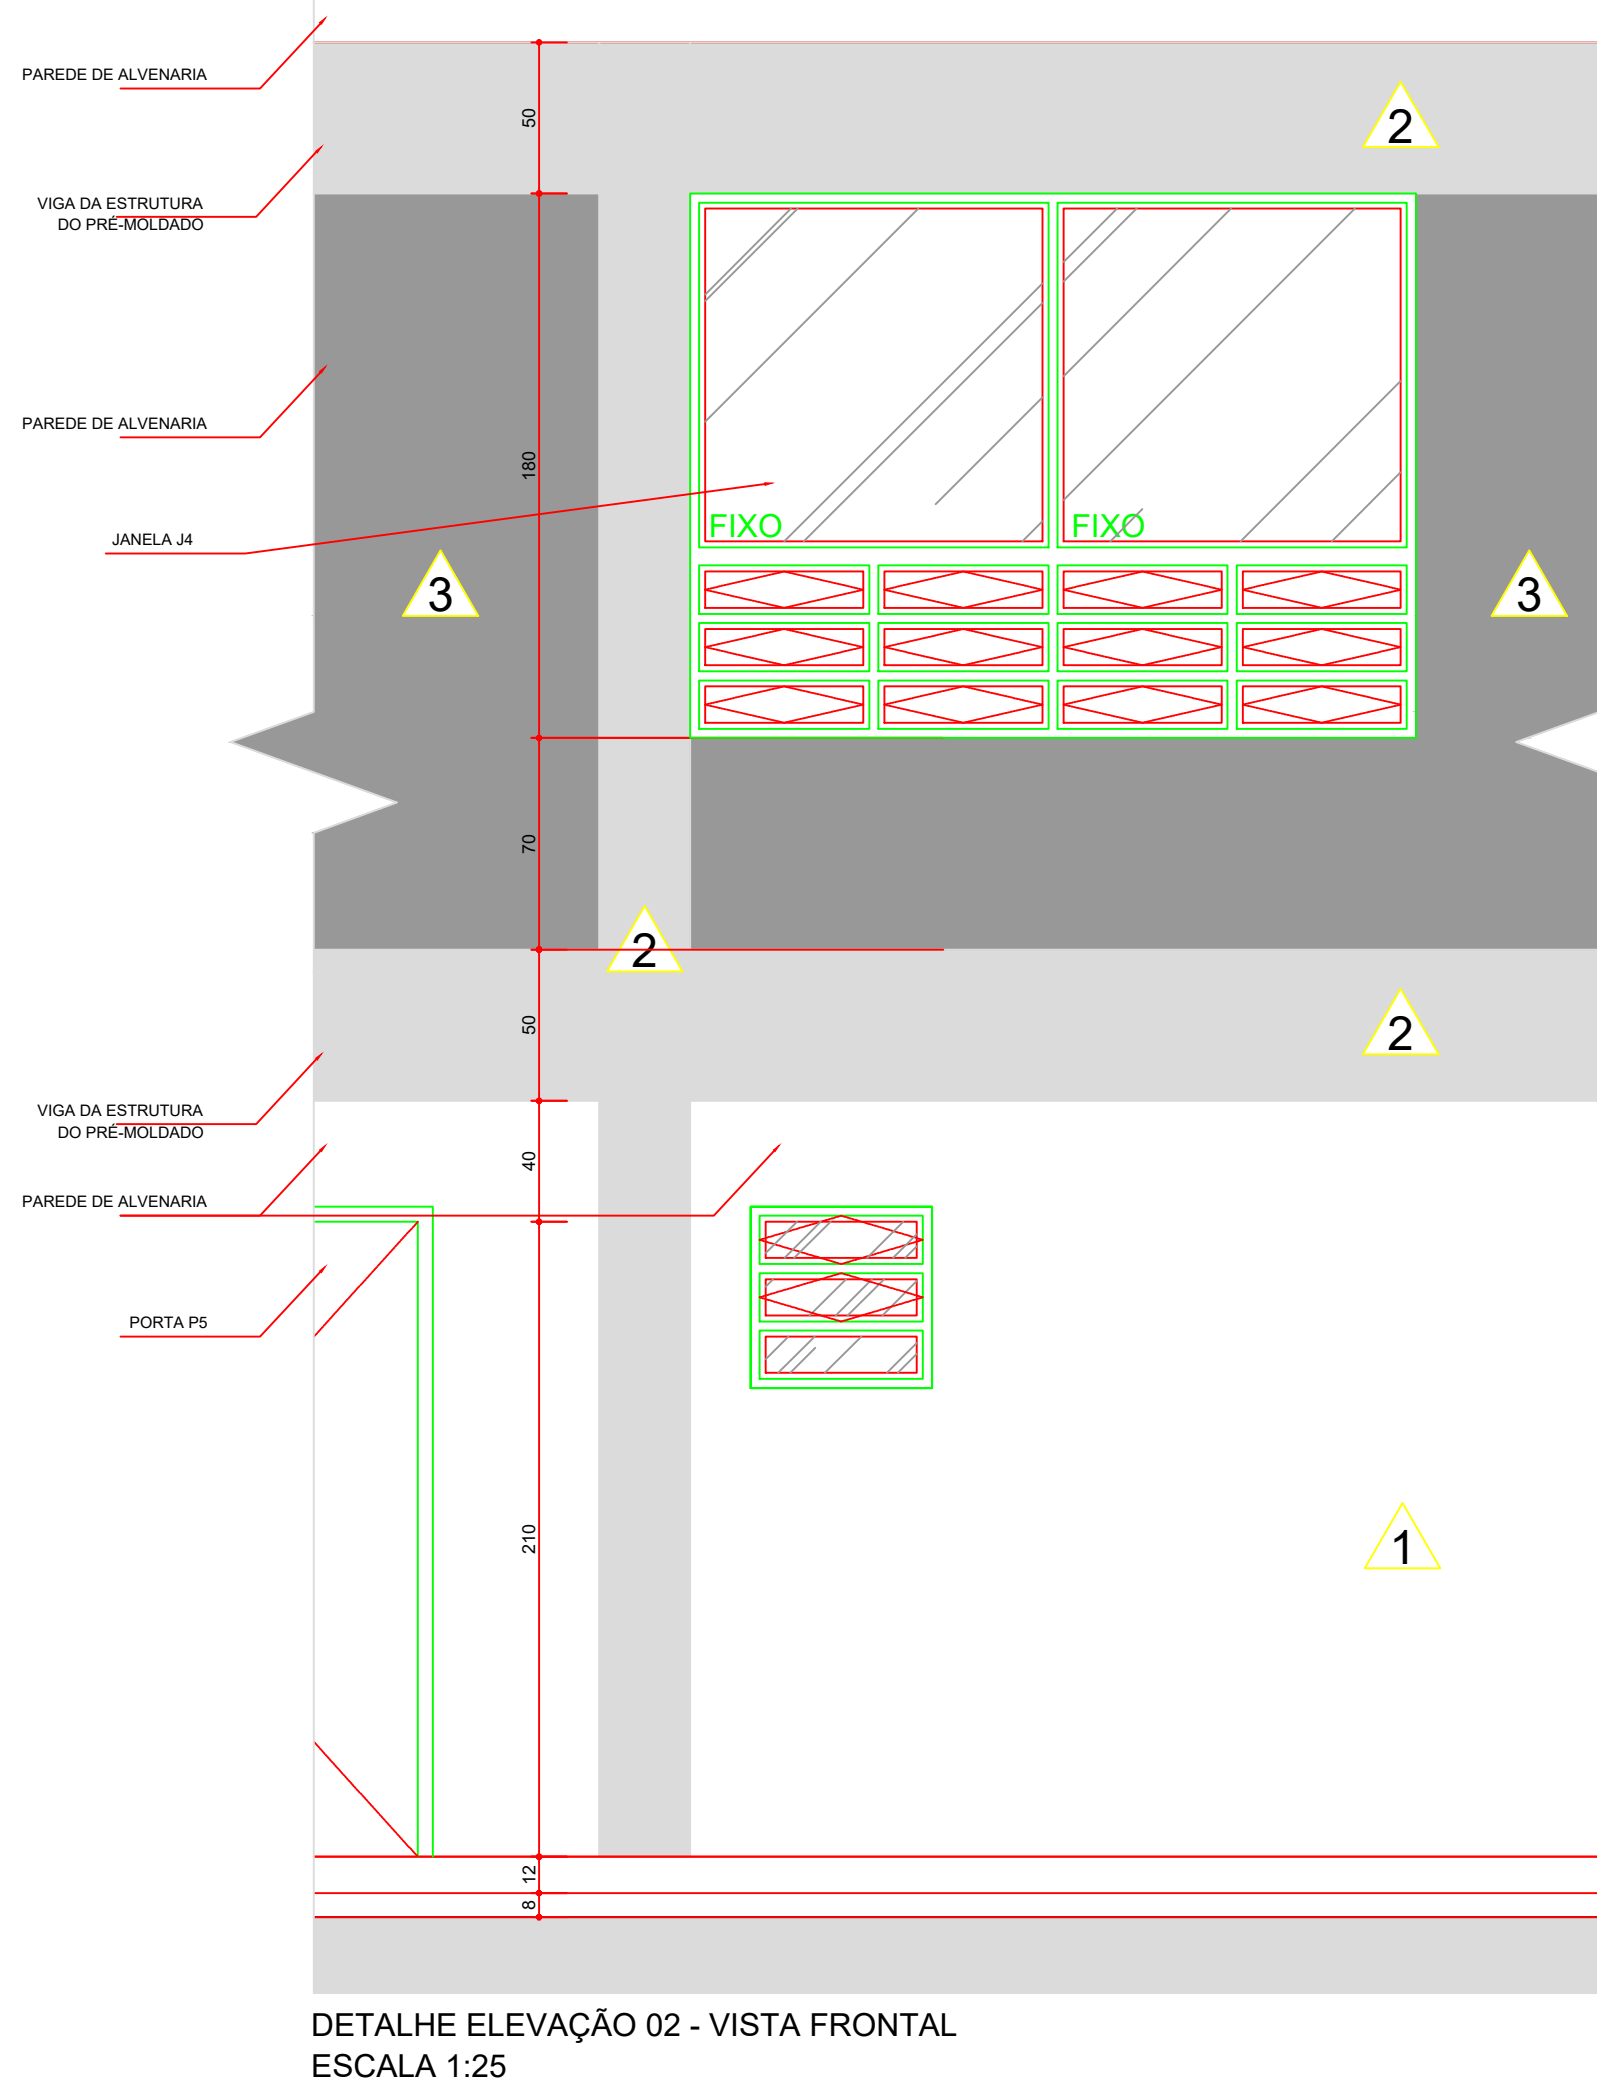 PAREDE DE ALVENARIA
50
2
VIGA DA ESTRUTURA
DO PRÉ-MOLDADO
PAREDE DE ALVENARIA
180
FIXO
FIXO
JANELA J4
3
3
70
2
50
2
VIGA DA ESTRUTURA
DO PRÉ-MOLDADO
40
PAREDE DE ALVENARIA
PORTA P5
210
1
12
8
DETALHE ELEVAÇÃO 02 - VISTA FRONTAL
ESCALA 1:25